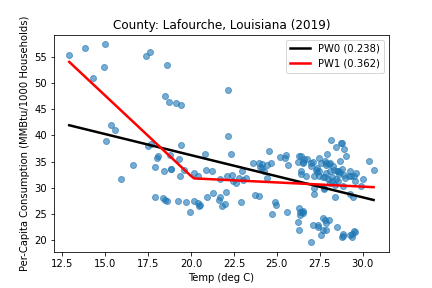 County: Lafourche, Louisiana (2019)
PW0 (0.238)
PW1 (0.362)
Per-Capita Consumption (MMBtu/1000 Households)
55
50
45
40
35
30
25
20
12.5 15.0 17.5 20.0 22.5 25.0 27.5 30.0
Temp (deg C)